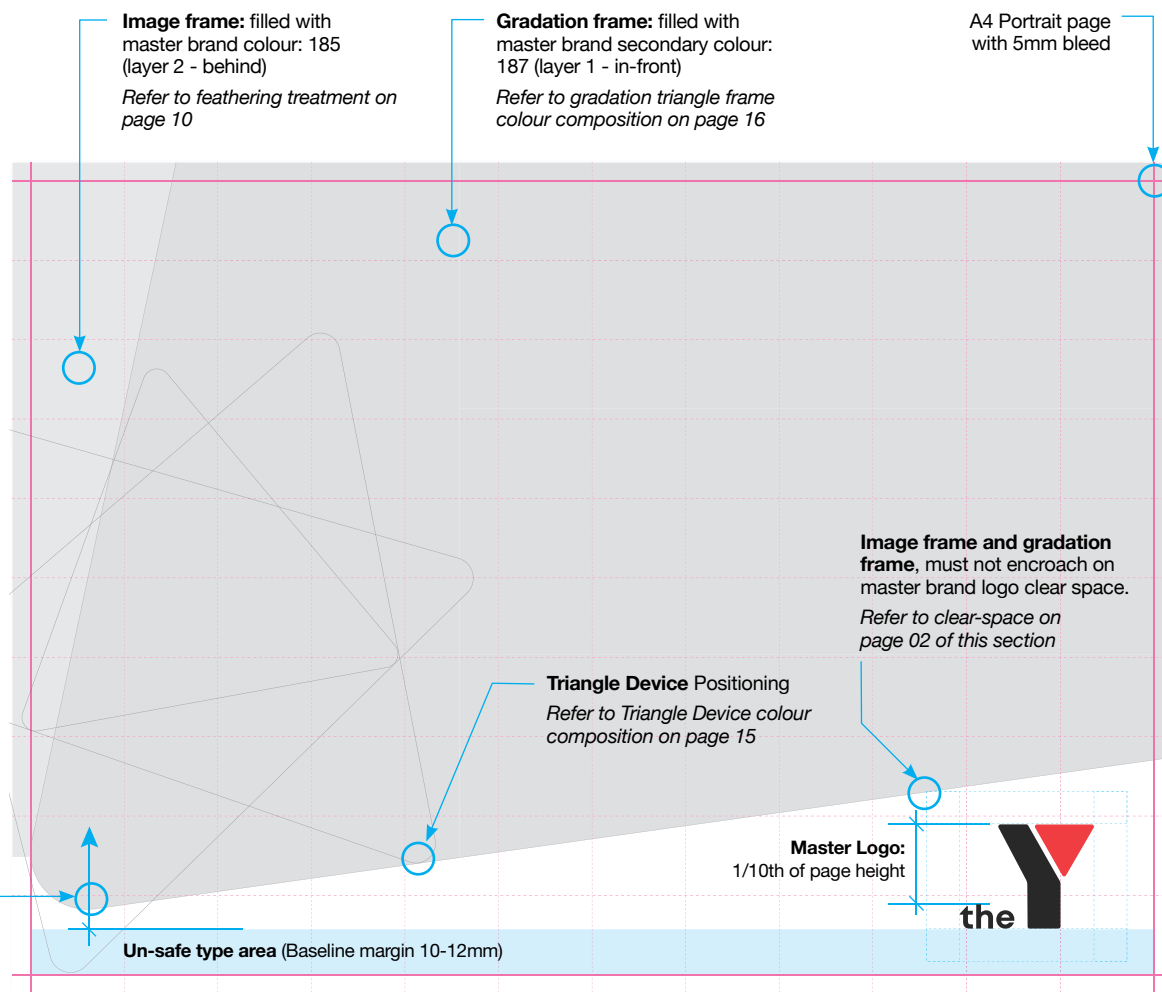 Image frame: filled with
master brand colour: 185
(layer 2 - behind)
Refer to feathering treatment on
page 10
Gradation frame: filled with
master brand secondary colour:
187 (layer 1 - in-front)
Refer to gradation triangle frame
colour composition on page 16
A4 Portrait page
with 5mm bleed
Image frame and gradation
frame, must not encroach on
master brand logo clear space.
Refer to clear-space on
page 02 of this section
Triangle Device Positioning
Refer to Triangle Device colour
composition on page 15
Master Logo:
1/10th of page height
the Y
Un-safe type area (Baseline margin 10-12mm)